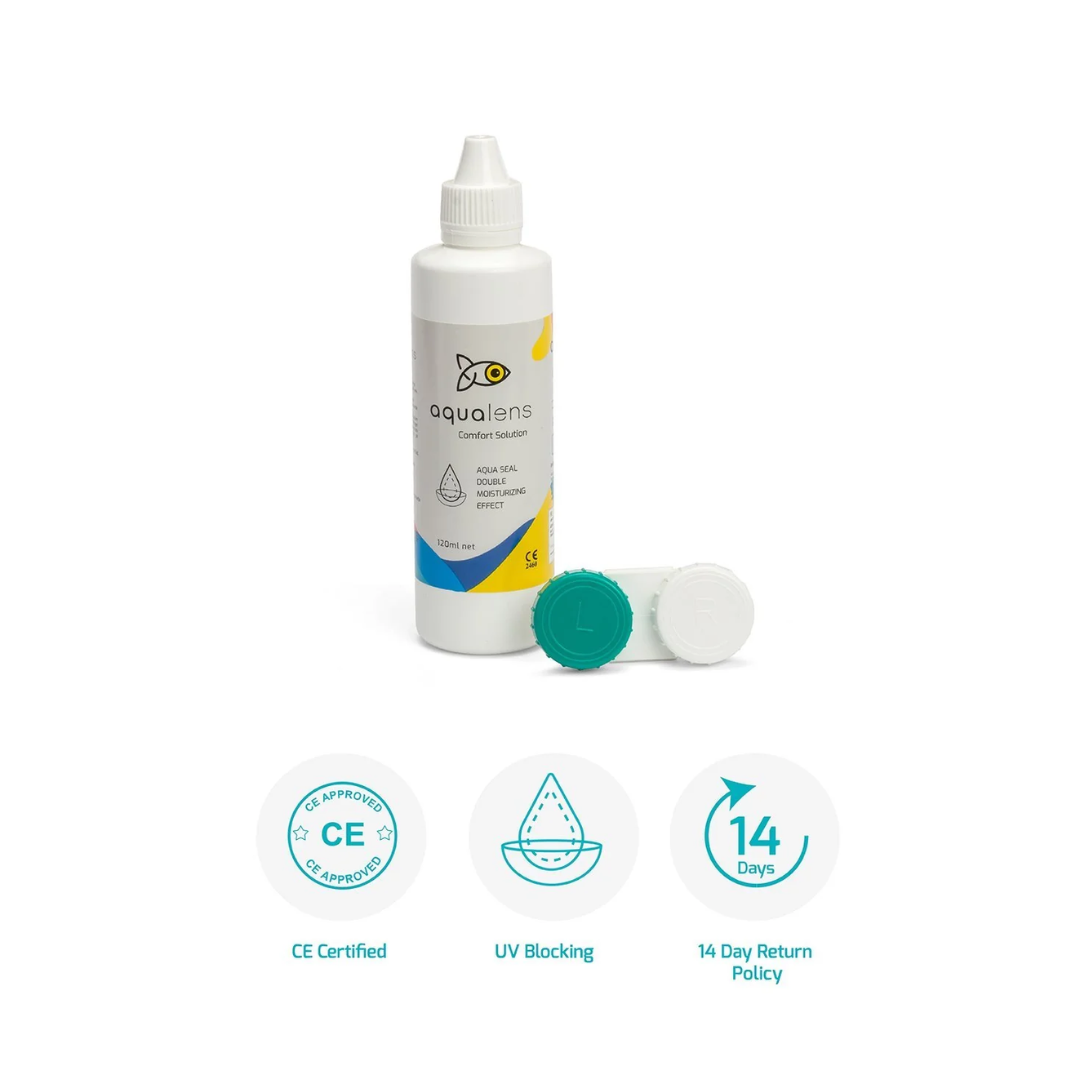 aqualens
Comfort Solution
AQUA SEAL
DOUBLE
MOISTURIZING
EFFECT
120ml net
CE
2460
L
R
CE APPROVED
CE
CE APPROVED
14
Days
CE Certified
UV Blocking
14 Day Return
Policy